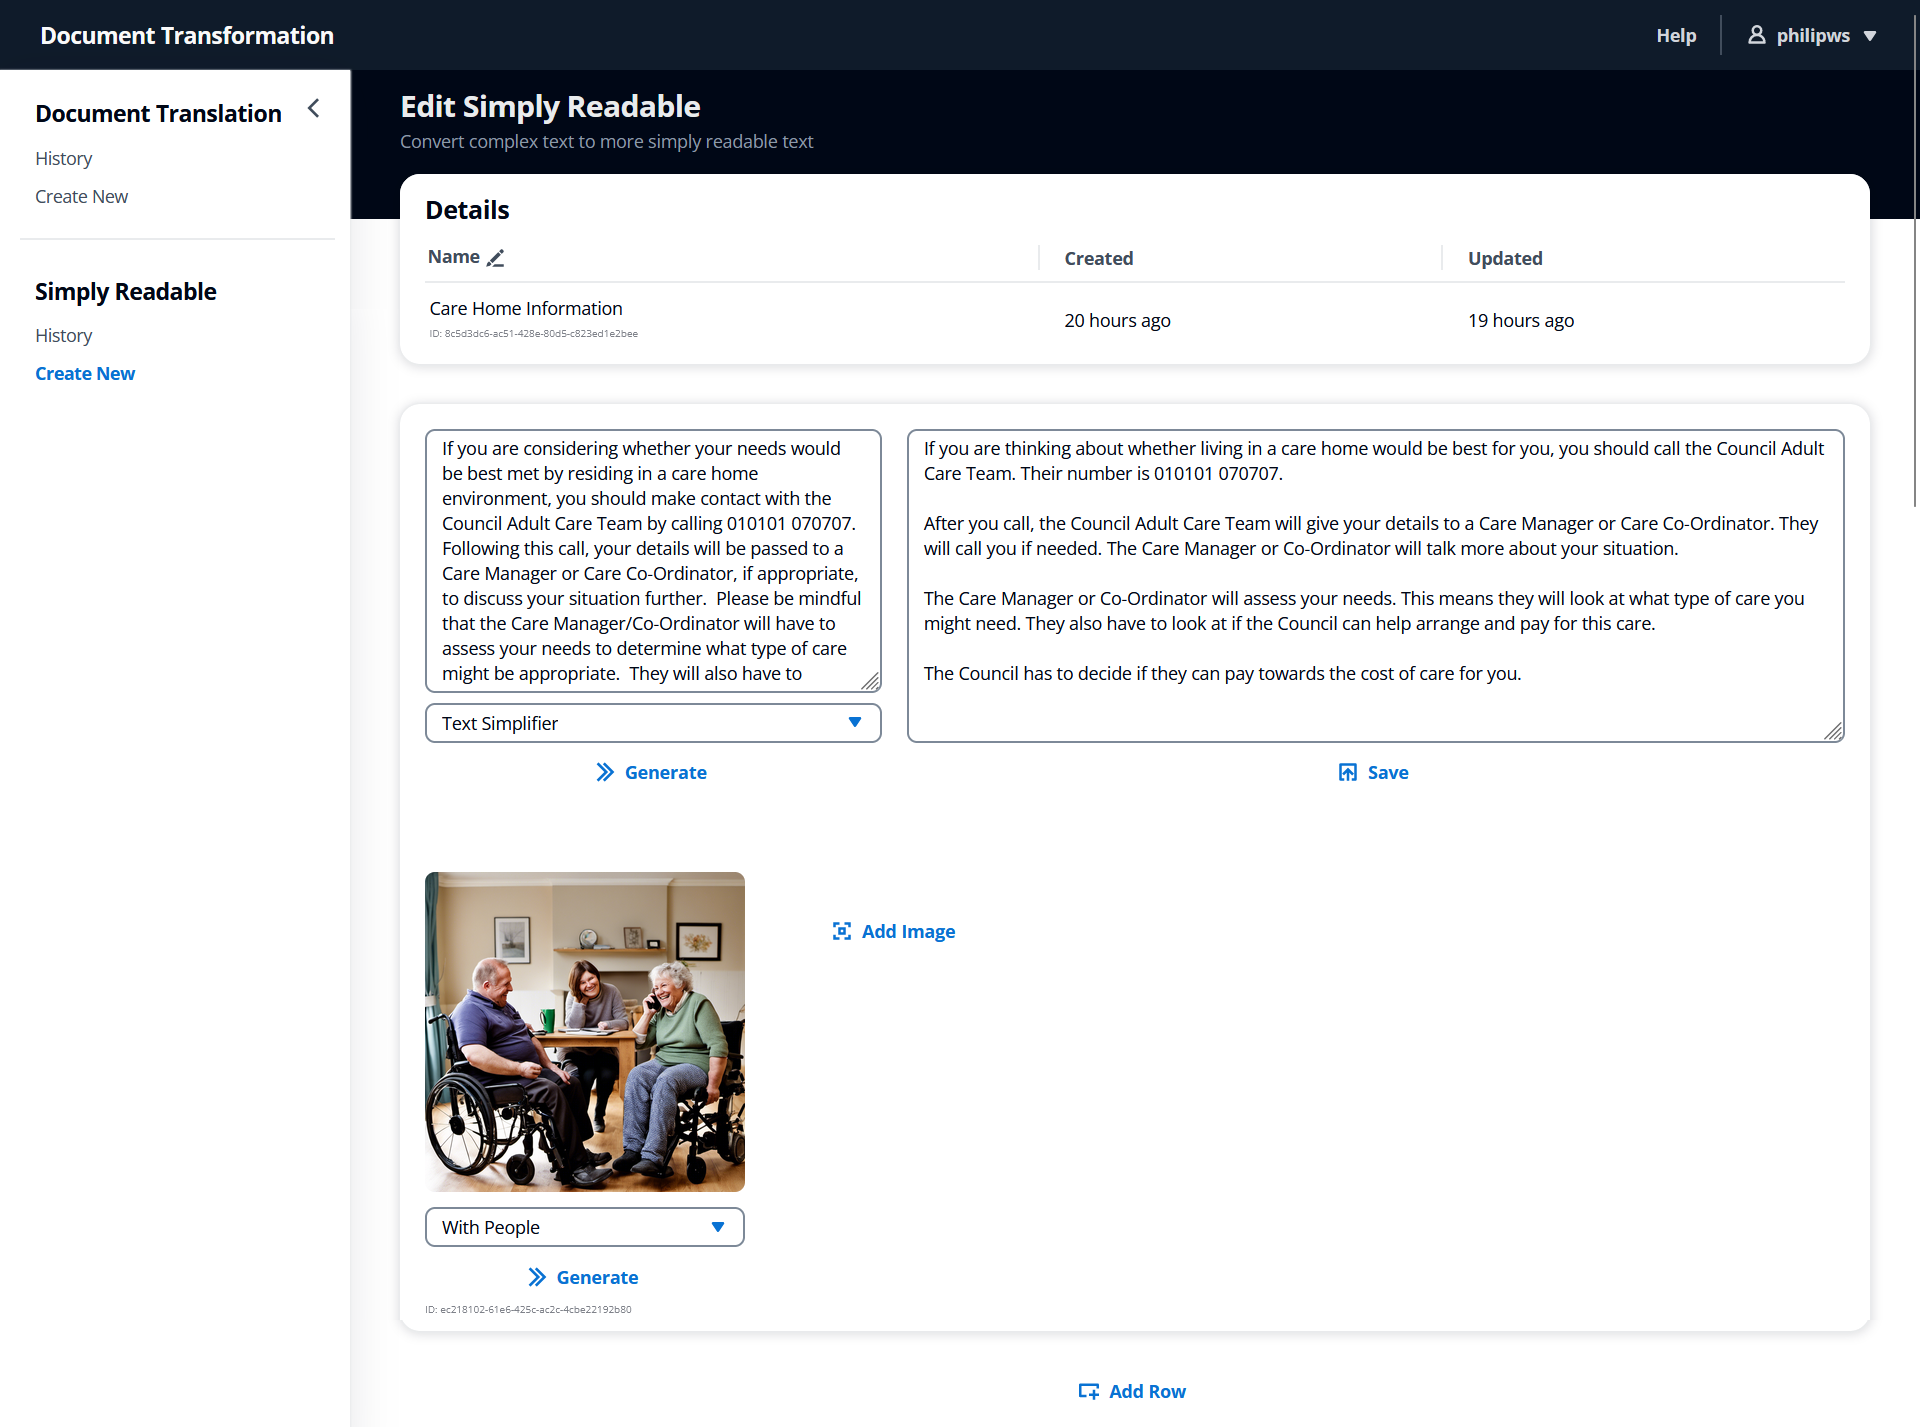 Document Transformation
Help
philipws
Document Translation
History
Create New
Simply Readable
History
Create New
Edit Simply Readable
Convert complex text to more simply readable text
Details
Name
Created
Updated
Care Home Information
ID: 8c5d3dc6-ac51-428e-80d5-c823ed1e2bee
20 hours ago
19 hours ago
If you are considering whether your needs would
be best met by residing in a care home
environment, you should make contact with the
Council Adult Care Team by calling 010101 070707.
Following this call, your details will be passed to a
Care Manager or Care Co-Ordinator, if appropriate,
to discuss your situation further.  Please be mindful
that the Care Manager/Co-Ordinator will have to
assess your needs to determine what type of care
might be appropriate.  They will also have to
Text Simplifier
Generate
If you are thinking about whether living in a care home would be best for you, you should call the Council Adult
Care Team. Their number is 010101 070707.
After you call, the Council Adult Care Team will give your details to a Care Manager or Care Co-Ordinator. They
will call you if needed. The Care Manager or Co-Ordinator will talk more about your situation.
The Care Manager or Co-Ordinator will assess your needs. This means they will look at what type of care you
might need. They also have to look at if the Council can help arrange and pay for this care.
The Council has to decide if they can pay towards the cost of care for you.
Save
Add Image
With People
Generate
ID: ec218102-61e6-425c-ac2c-4cbe22192b80
Add Row